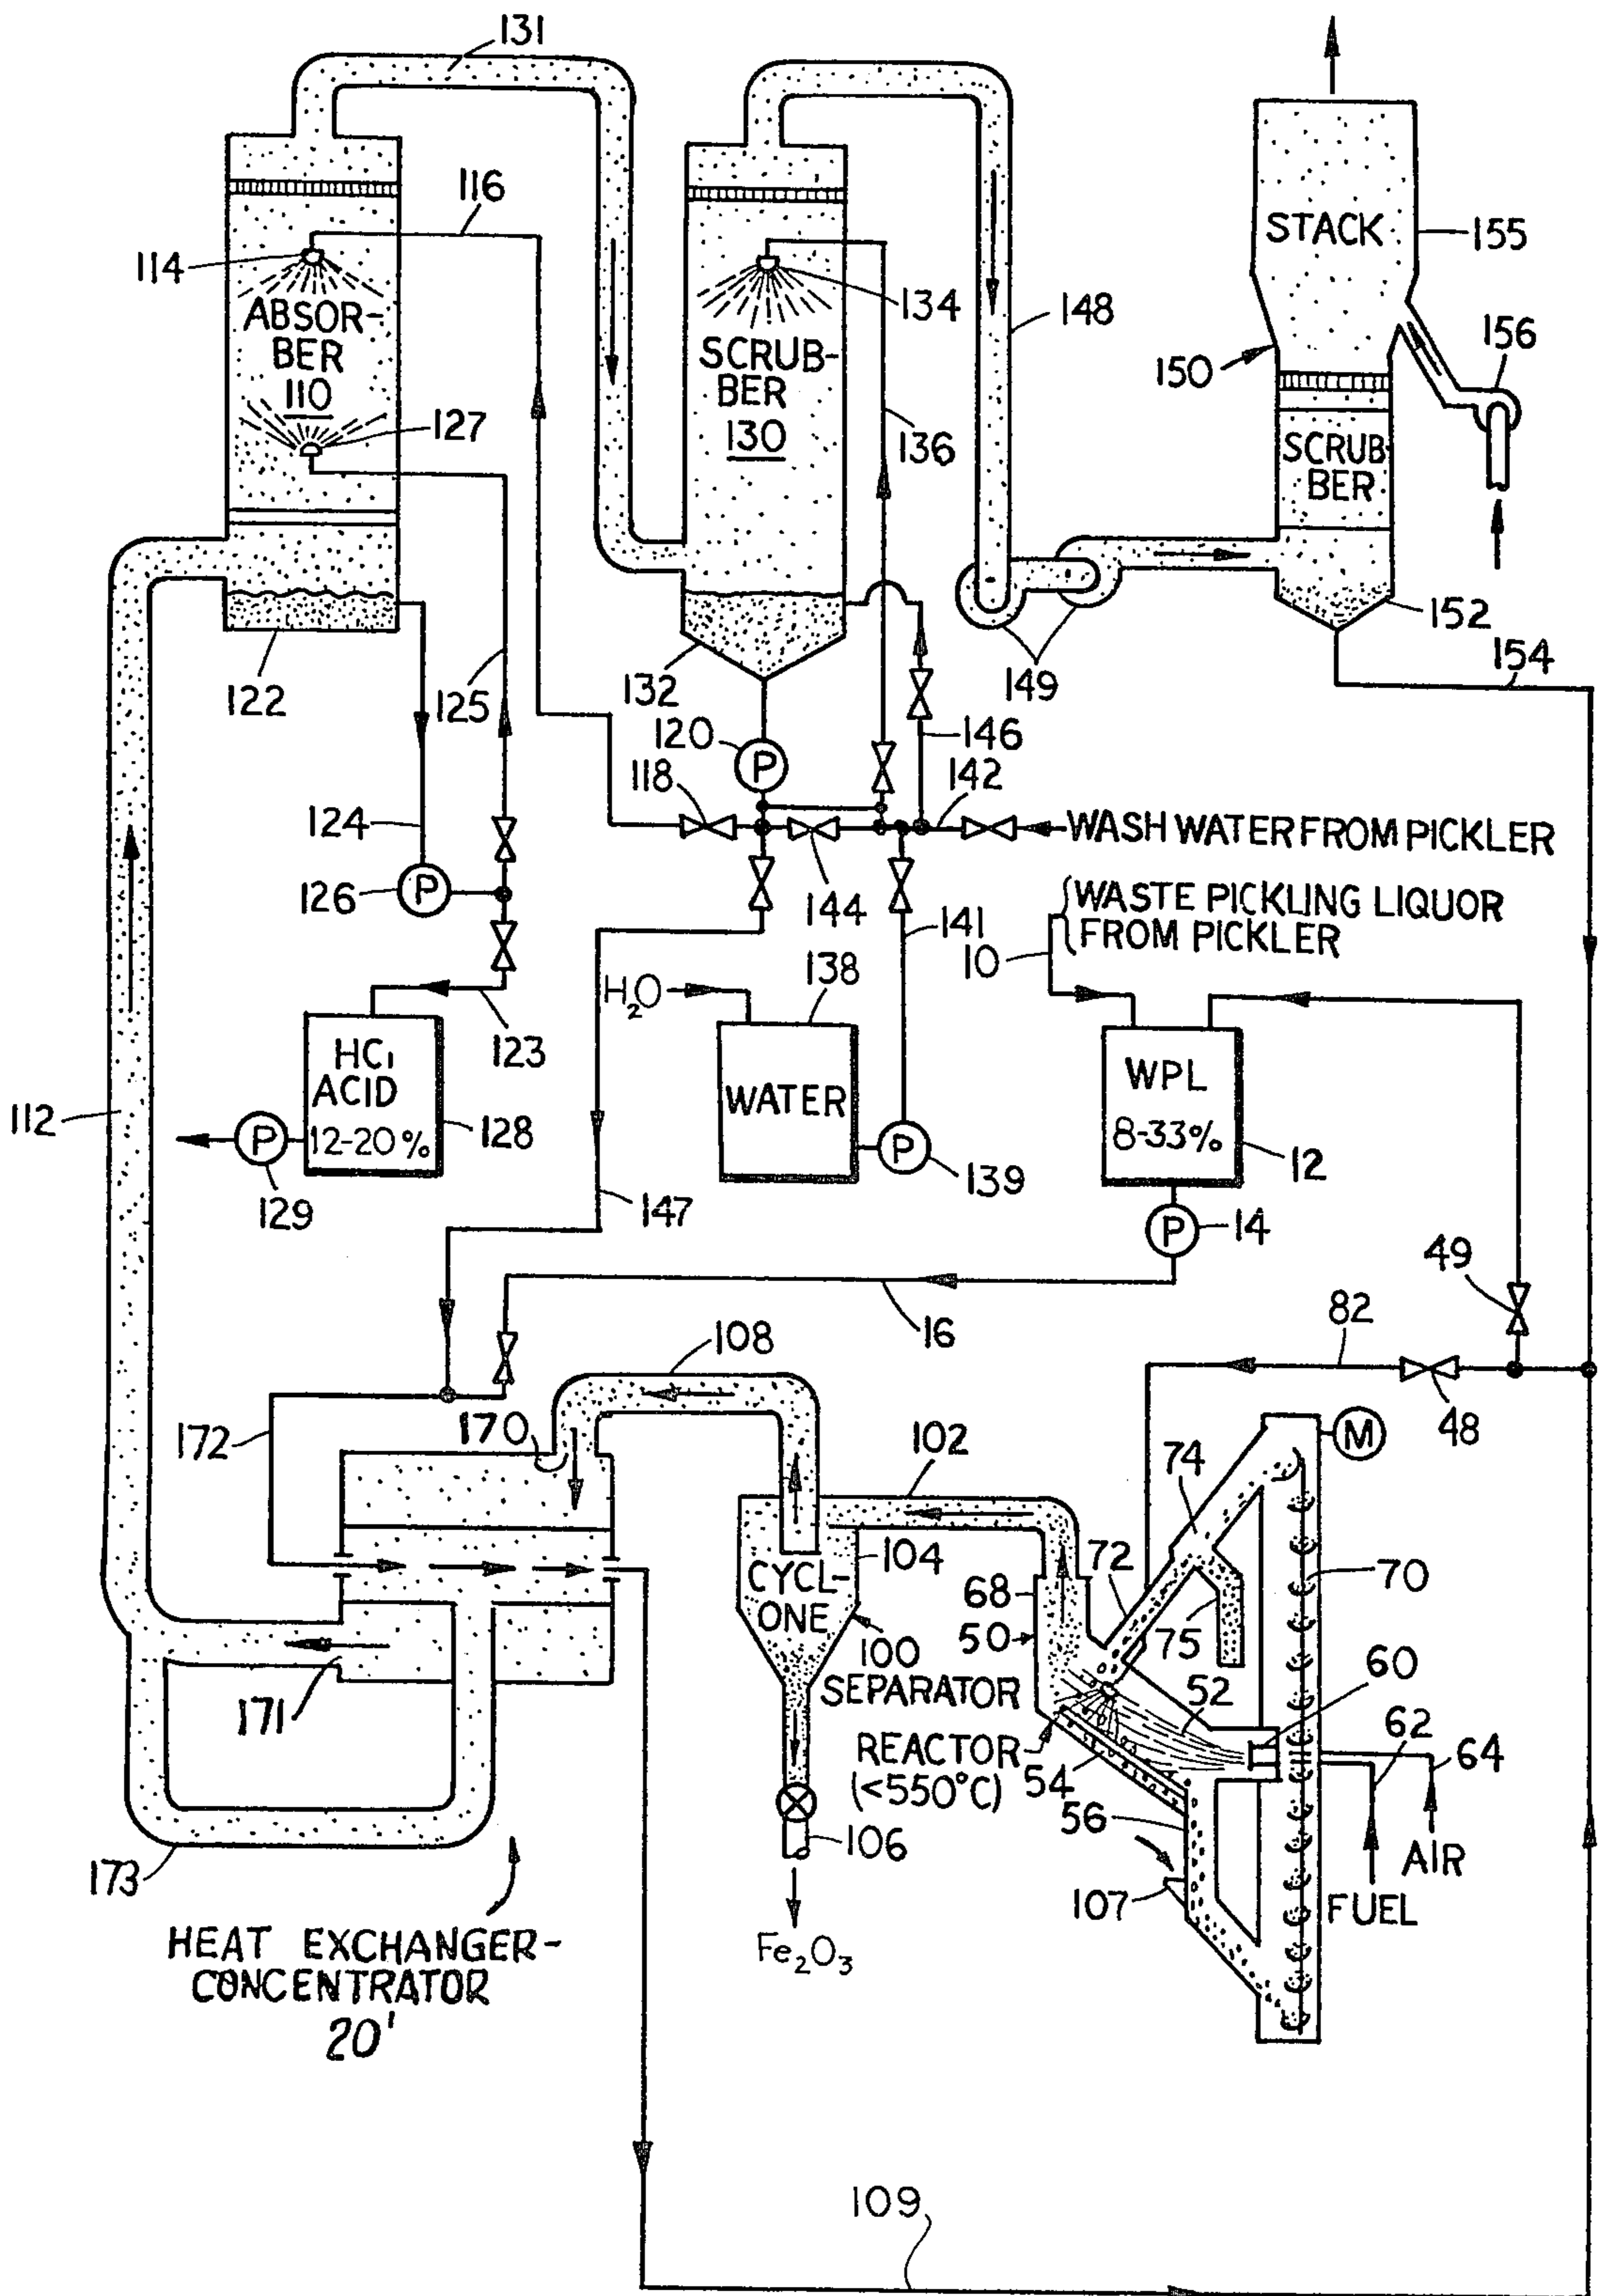 131
116
114
ABSOR-
BER
110
127
134
SCRUB-
BER
130
136
148
STACK
155
150
156
SCRUB-
BER
152
154
122
125
132
149
120
P
146
118
142
WASH WATER FROM PICKLER
124
126
P
144
141
WASTE PICKLING LIQUOR
FROM PICKLER
10
H2O
138
123
HCl
ACID
12-20%
128
P
129
112
WATER
P
139
WPL
8-33%
12
P
14
147
16
49
82
48
108
172
170
102
M
74
72
70
104
CYCL-
ONE
68
50
75
100
SEPARATOR
60
52
62
64
171
REACTOR
(<550°C)
54
56
106
107
AIR
FUEL
173
Fe2O3
HEAT EXCHANGER-
CONCENTRATOR
20'
109